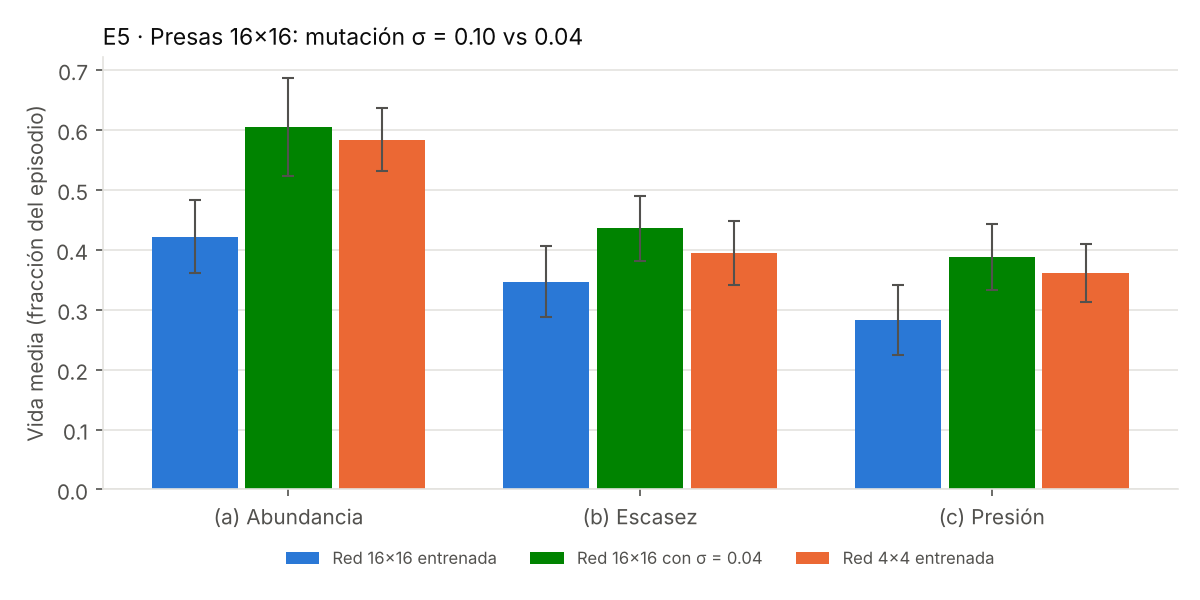 E5 · Presas 16×16: mutación σ = 0.10 vs 0.04
Vida media (fracción del episodio)
0.7
0.6
0.5
0.4
0.3
0.2
0.1
0.0
(a) Abundancia
(b) Escasez
(c) Presión
Red 16×16 entrenada
Red 16×16 con σ = 0.04
Red 4×4 entrenada